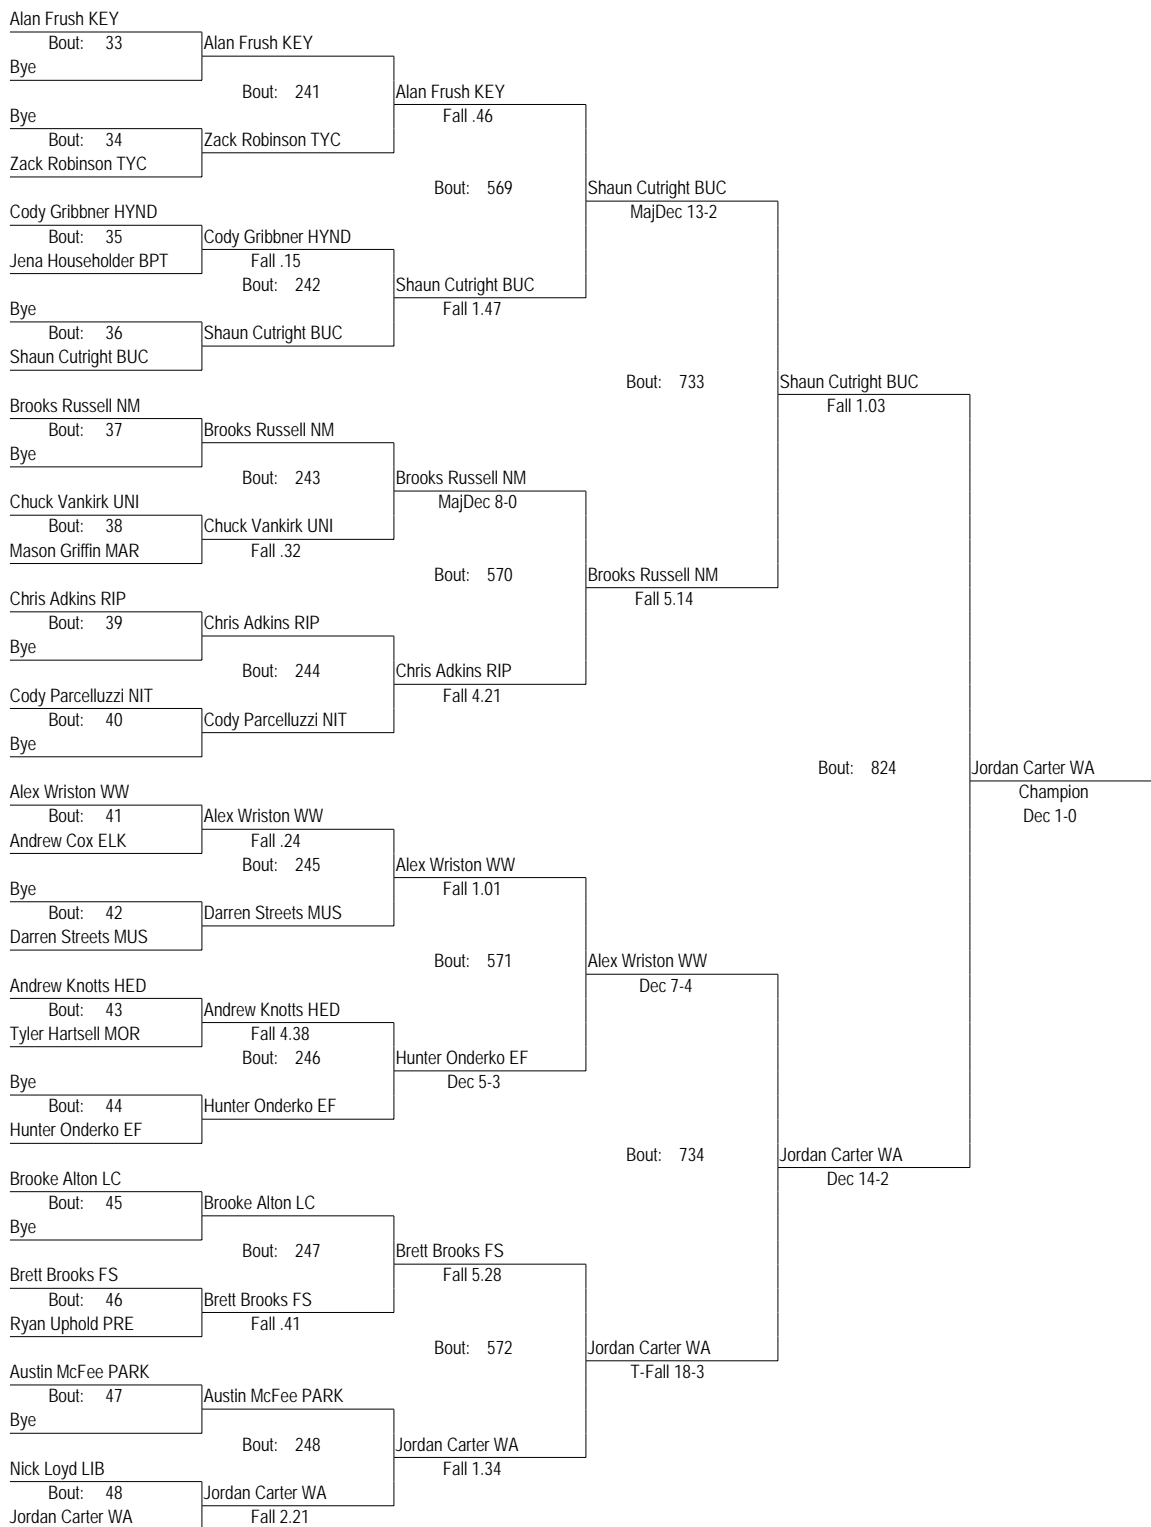 Alan Frush KEY
Bout: 33 Alan Frush KEY
Bye
Bout: 241 Alan Frush KEY
Bye Fall .46
Bout: 34 Zack Robinson TYC
Zack Robinson TYC
Bout: 569 Shaun Cutright BUC
Cody Gribbner HYND MajDec 13-2
Bout: 35 Cody Gribbner HYND
Jena Householder BPT Fall .15
Bout: 242 Shaun Cutright BUC
Bye Fall 1.47
Bout: 36 Shaun Cutright BUC
Shaun Cutright BUC
Bout: 733 Shaun Cutright BUC
Brooks Russell NM Fall 1.03
Bout: 37 Brooks Russell NM
Bye
Bout: 243 Brooks Russell NM
Chuck Vankirk UNI MajDec 8-0
Bout: 38 Chuck Vankirk UNI
Mason Griffin MAR Fall .32
Bout: 570 Brooks Russell NM
Chris Adkins RIP Fall 5.14
Bout: 39 Chris Adkins RIP
Bye
Bout: 244 Chris Adkins RIP
Cody Parcelluzzi NIT Fall 4.21
Bout: 40 Cody Parcelluzzi NIT
Bye
Bout: 824 Jordan Carter WA
Alex Wriston WW Champion
Bout: 41 Alex Wriston WW Dec 1-0
Andrew Cox ELK Fall .24
Bout: 245 Alex Wriston WW
Bye Fall 1.01
Bout: 42 Darren Streets MUS
Darren Streets MUS
Bout: 571 Alex Wriston WW
Andrew Knotts HED Dec 7-4
Bout: 43 Andrew Knotts HED
Tyler Hartsell MOR Fall 4.38
Bout: 246 Hunter Onderko EF
Bye Dec 5-3
Bout: 44 Hunter Onderko EF
Hunter Onderko EF
Bout: 734 Jordan Carter WA
Brooke Alton LC Dec 14-2
Bout: 45 Brooke Alton LC
Bye
Bout: 247 Brett Brooks FS
Brett Brooks FS Fall 5.28
Bout: 46 Brett Brooks FS
Ryan Uphold PRE Fall .41
Bout: 572 Jordan Carter WA
Austin McFee PARK T-Fall 18-3
Bout: 47 Austin McFee PARK
Bye
Bout: 248 Jordan Carter WA
Nick Loyd LIB Fall 1.34
Bout: 48 Jordan Carter WA
Jordan Carter WA Fall 2.21